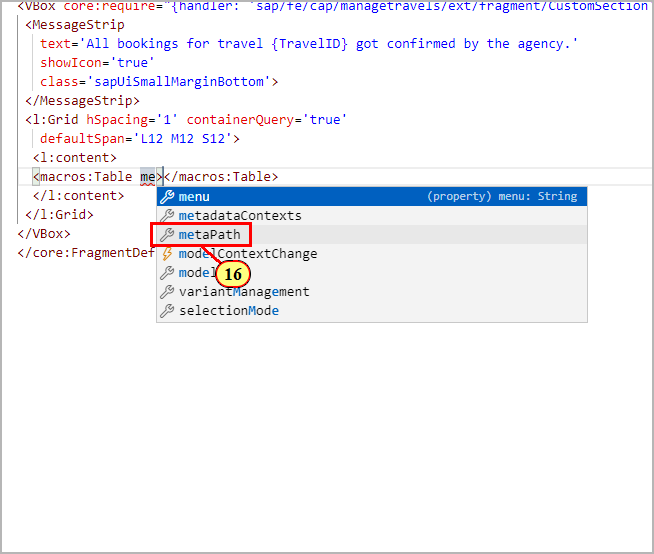 <VBox core:require="{handler: 'sap/fe/cap/managetravels/ext/fragment/CustomSection
<MessageStrip
text='All bookings for travel {TravelID} got confirmed by the agency.'
showIcon='true'
class='sapUiSmallMarginBottom'>
</MessageStrip>
<l:Grid hSpacing='1' containerQuery='true'
defaultSpan='L12 M12 S12'>
<l:content>
<macros:Table me></macros:Table>
</l:content>
</l:Grid>
</VBox>
</core:FragmentDef
menu (property) menu: String
metadataContexts
metaPath
modelContextChange
16
variantManagement
selectionMode